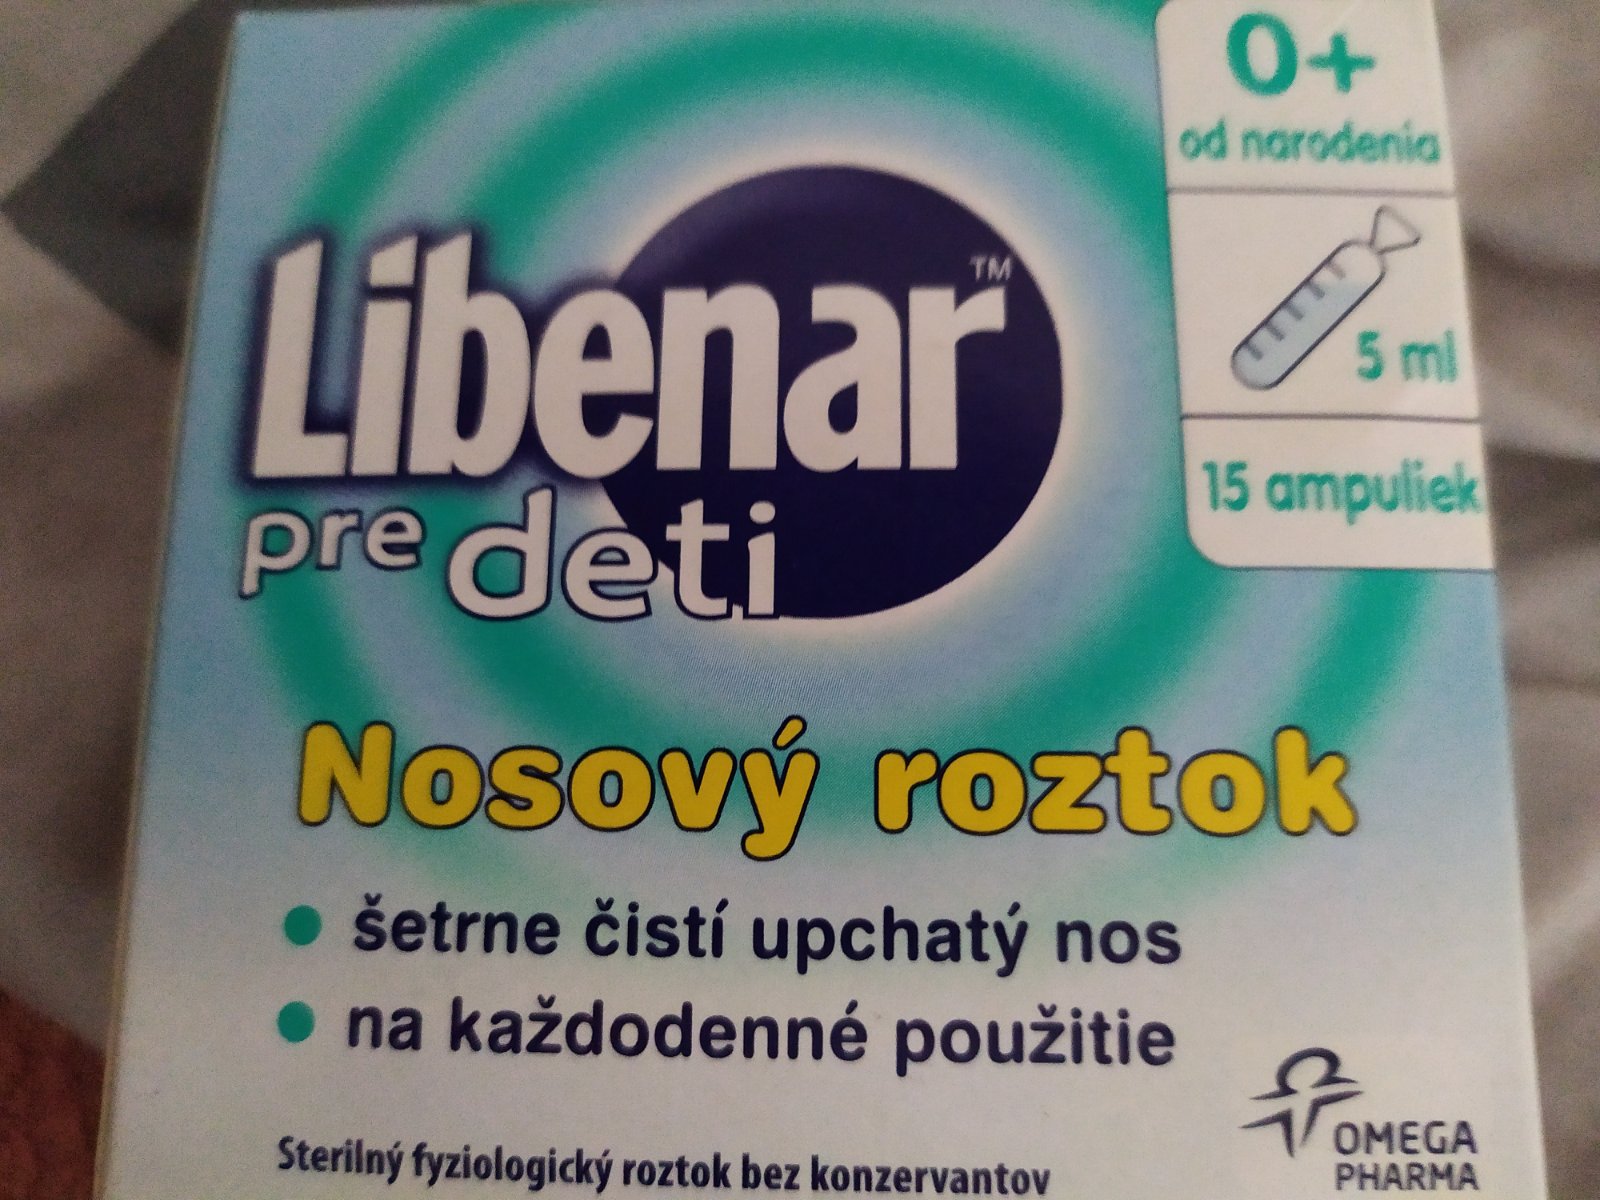 0+
od narodenia
Libenar™
pre deti
5 ml
15 ampuliek
Nosový roztok
• šetrne čistí upchatý nos
• na každodenné použitie
Sterilný fyziologický roztok bez konzervantov
OMEGA
PHARMA